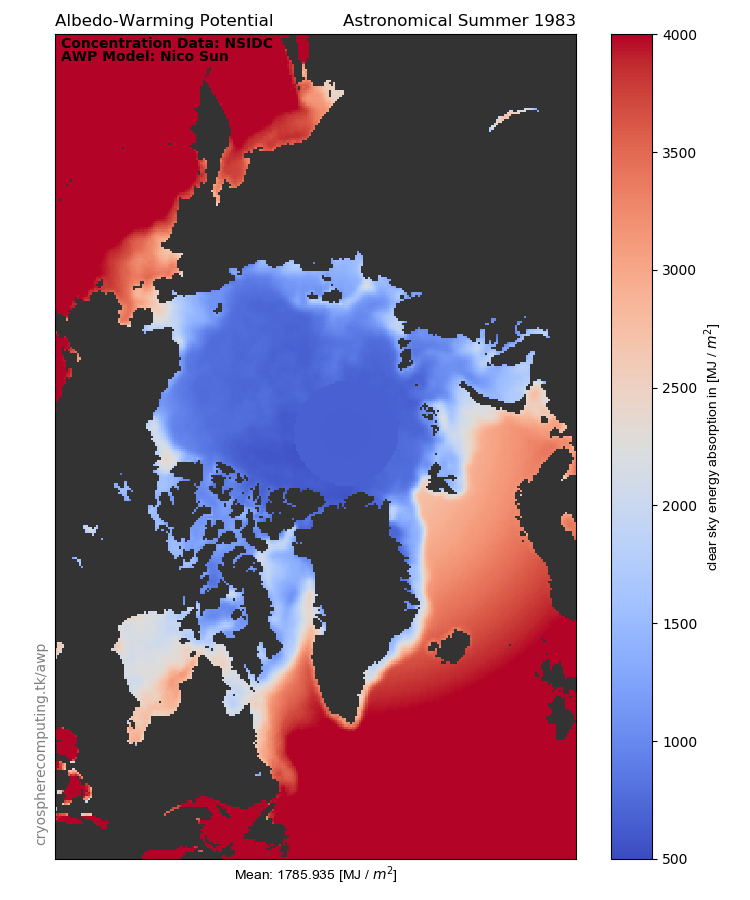 Albedo-Warming Potential Astronomical Summer 1983
Concentration Data: NSIDC
AWP Model: Nico Sun
4000
3500
3000
2500
2000
1500
1000
500
clear sky energy absorption in [MJ / m²]
cryospherecomputing.tk/awp
Mean: 1785.935 [MJ / m²]